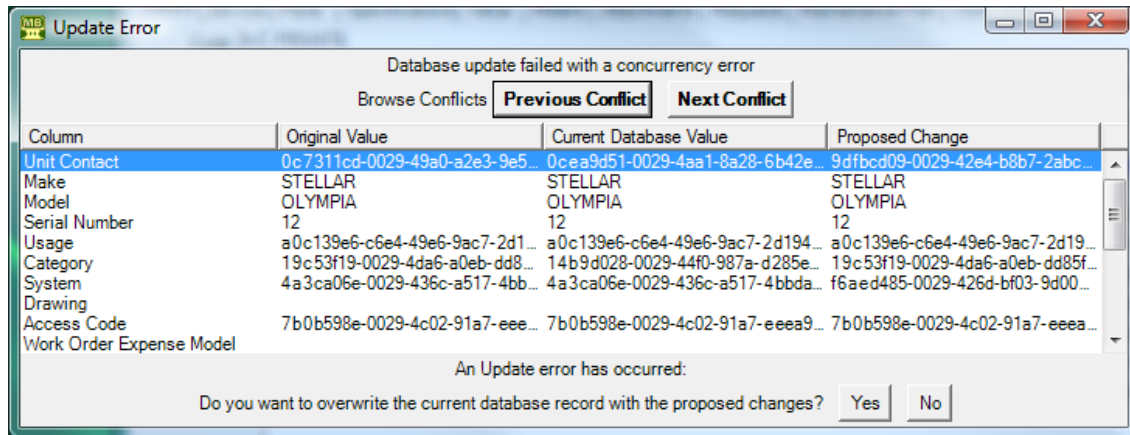 MB
Update Error
Database update failed with a concurrency error
Browse Conflicts Previous Conflict Next Conflict
Column Original Value Current Database Value Proposed Change
Unit Contact 0c7311cd-0029-49a0-a2e3-9e5... 0cea9d51-0029-4aa1-8a28-6b42e... 9dfbcd09-0029-42e4-b8b7-2abc...
Make STELLAR STELLAR STELLAR
Model OLYMPIA OLYMPIA OLYMPIA
Serial Number 12 12 12
Usage a0c139e6-c6e4-49e6-9ac7-2d1... a0c139e6-c6e4-49e6-9ac7-2d194... a0c139e6-c6e4-49e6-9ac7-2d19...
Category 19c53f19-0029-4da6-a0eb-dd8... 14b9d028-0029-44f0-987a-d285e... 19c53f19-0029-4da6-a0eb-dd85f...
System 4a3ca06e-0029-436c-a517-4bb... 4a3ca06e-0029-436c-a517-4bbda... f6aed485-0029-426d-bf03-9d00...
Drawing
Access Code 7b0b598e-0029-4c02-91a7-eee... 7b0b598e-0029-4c02-91a7-eeea9... 7b0b598e-0029-4c02-91a7-eeea...
Work Order Expense Model
An Update error has occurred:
Do you want to overwrite the current database record with the proposed changes? Yes No